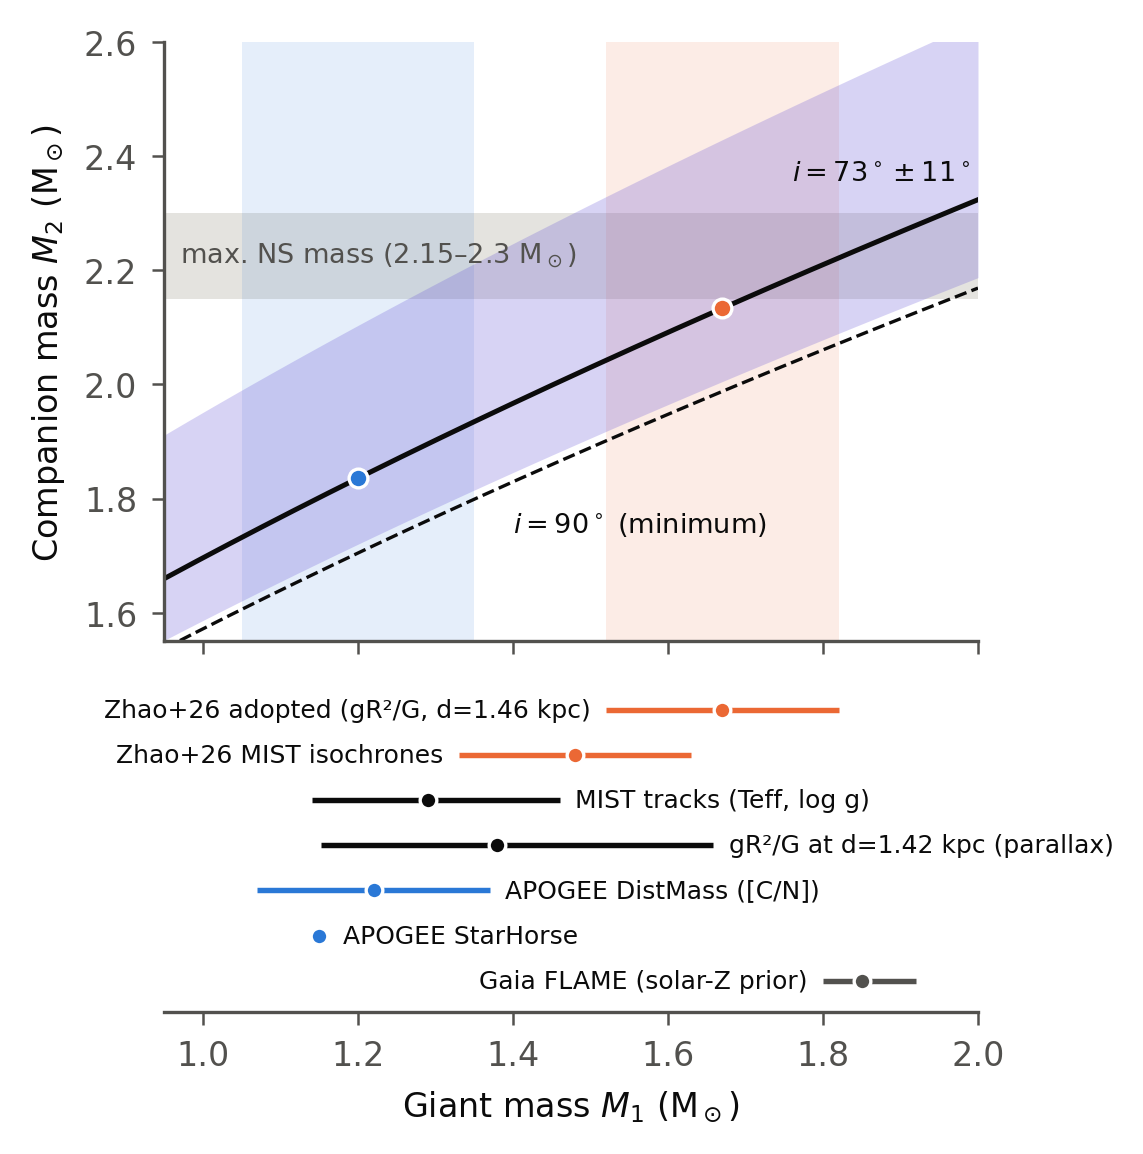 2.6
2.4
2.2
2.0
1.8
1.6
Companion mass M₂ (M⊙)
i = 73° ± 11°
max. NS mass (2.15–2.3 M⊙)
i = 90° (minimum)
Zhao+26 adopted (gR²/G, d=1.46 kpc)
Zhao+26 MIST isochrones
MIST tracks (Teff, log g)
gR²/G at d=1.42 kpc (parallax)
APOGEE DistMass ([C/N])
APOGEE StarHorse
Gaia FLAME (solar-Z prior)
1.0 1.2 1.4 1.6 1.8 2.0
Giant mass M₁ (M⊙)